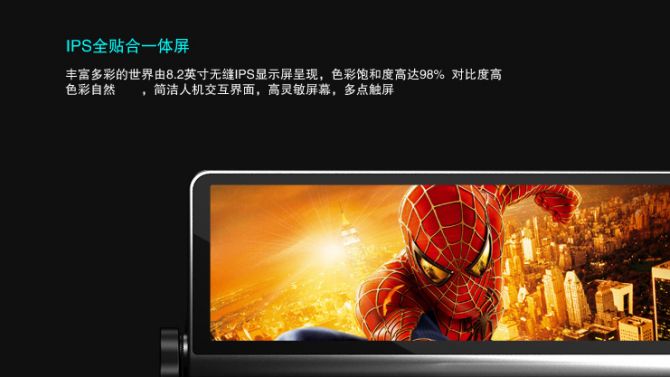 IPS全贴合一体屏
丰富多彩的世界由8.2英寸无缝IPS显示屏呈现，色彩饱和度高达98% 对比度高
色彩自然 ，简洁人机交互界面，高灵敏屏幕，多点触屏